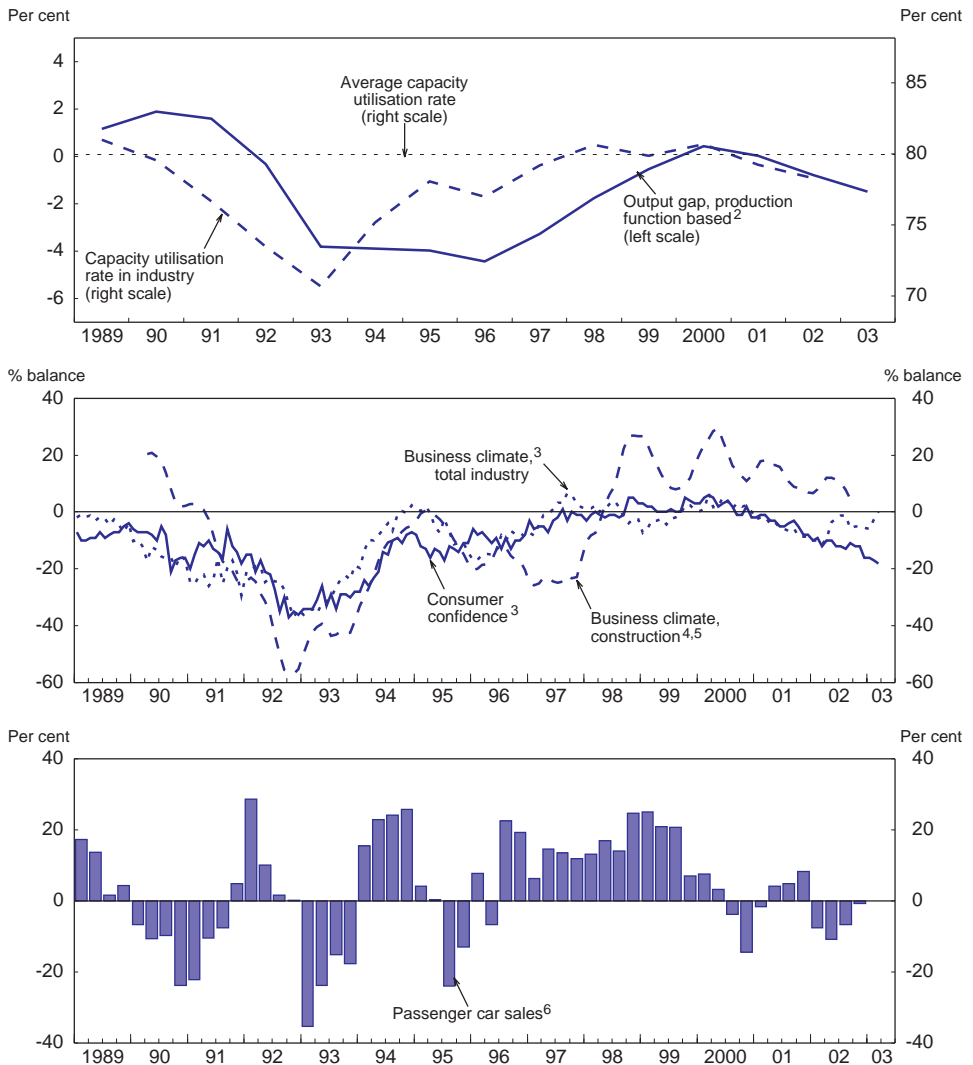 Per cent Per cent
4
2
0
-2
-4
-6
85
80
75
70
Average capacity
utilisation rate
(right scale)
Output gap, production
function based2
(left scale)
Capacity utilisation
rate in industry
(right scale)
1989 90 91 92 93 94 95 96 97 98 99 2000 01 02 03
% balance % balance
40 40
20 20
0 0
-20 -20
-40 -40
-60 -60
Business climate,3
total industry
Consumer
confidence3
Business climate,
construction4,5
1989 90 91 92 93 94 95 96 97 98 99 2000 01 02 03
Per cent Per cent
40 40
20 20
0 0
-20 -20
-40 -40
Passenger car sales6
1989 90 91 92 93 94 95 96 97 98 99 2000 01 02 03